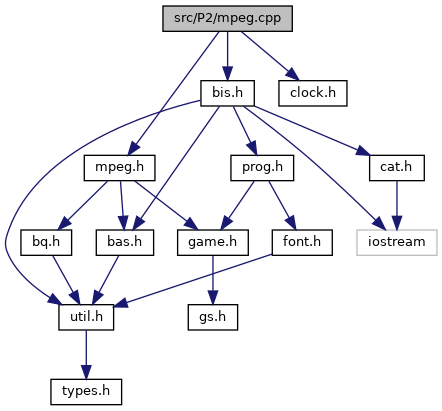 src/P2/mpeg.cpp
bis.h
clock.h
mpeg.h
prog.h
cat.h
bq.h
bas.h
game.h
font.h
iostream
util.h
gs.h
types.h